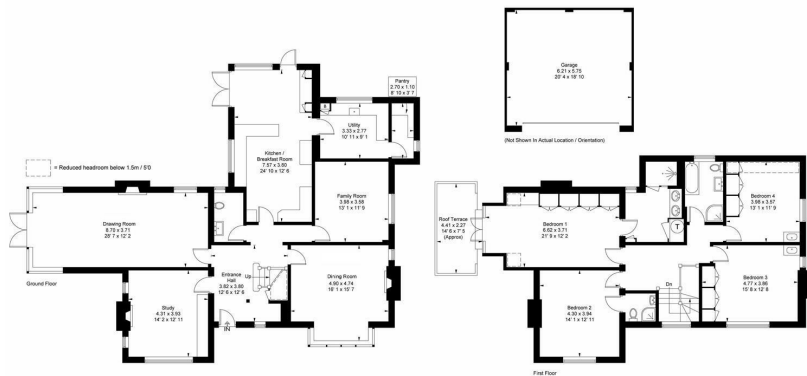 Garage
6.21 x 5.75
20' 4 x 18' 10
(Not Shown In Actual Location / Orientation)
Pantry
2.70 x 1.10
8' 10 x 3' 7
Utility
3.33 x 2.77
10' 11 x 9' 1
Kitchen /
Breakfast Room
7.57 x 3.80
24' 10 x 12' 6
= Reduced headroom below 1.5m / 5'0
Family Room
3.98 x 3.58
13' 1 x 11' 9
Drawing Room
8.70 x 3.71
28' 7 x 12' 2
Ground Floor
Entrance
Hall
3.82 x 3.80
12' 6 x 12' 6
Up
Dining Room
4.90 x 4.74
16' 1 x 15' 7
Study
4.31 x 3.93
14' 2 x 12' 11
IN
Roof Terrace
4.41 x 2.27
14' 6 x 7' 5
(Approx)
Bedroom 1
6.62 x 3.71
21' 9 x 12' 2
T
Bedroom 4
3.98 x 3.57
13' 1 x 11' 9
Bedroom 2
4.30 x 3.94
14' 1 x 12' 11
Dn
Bedroom 3
4.77 x 3.86
15' 8 x 12' 8
First Floor